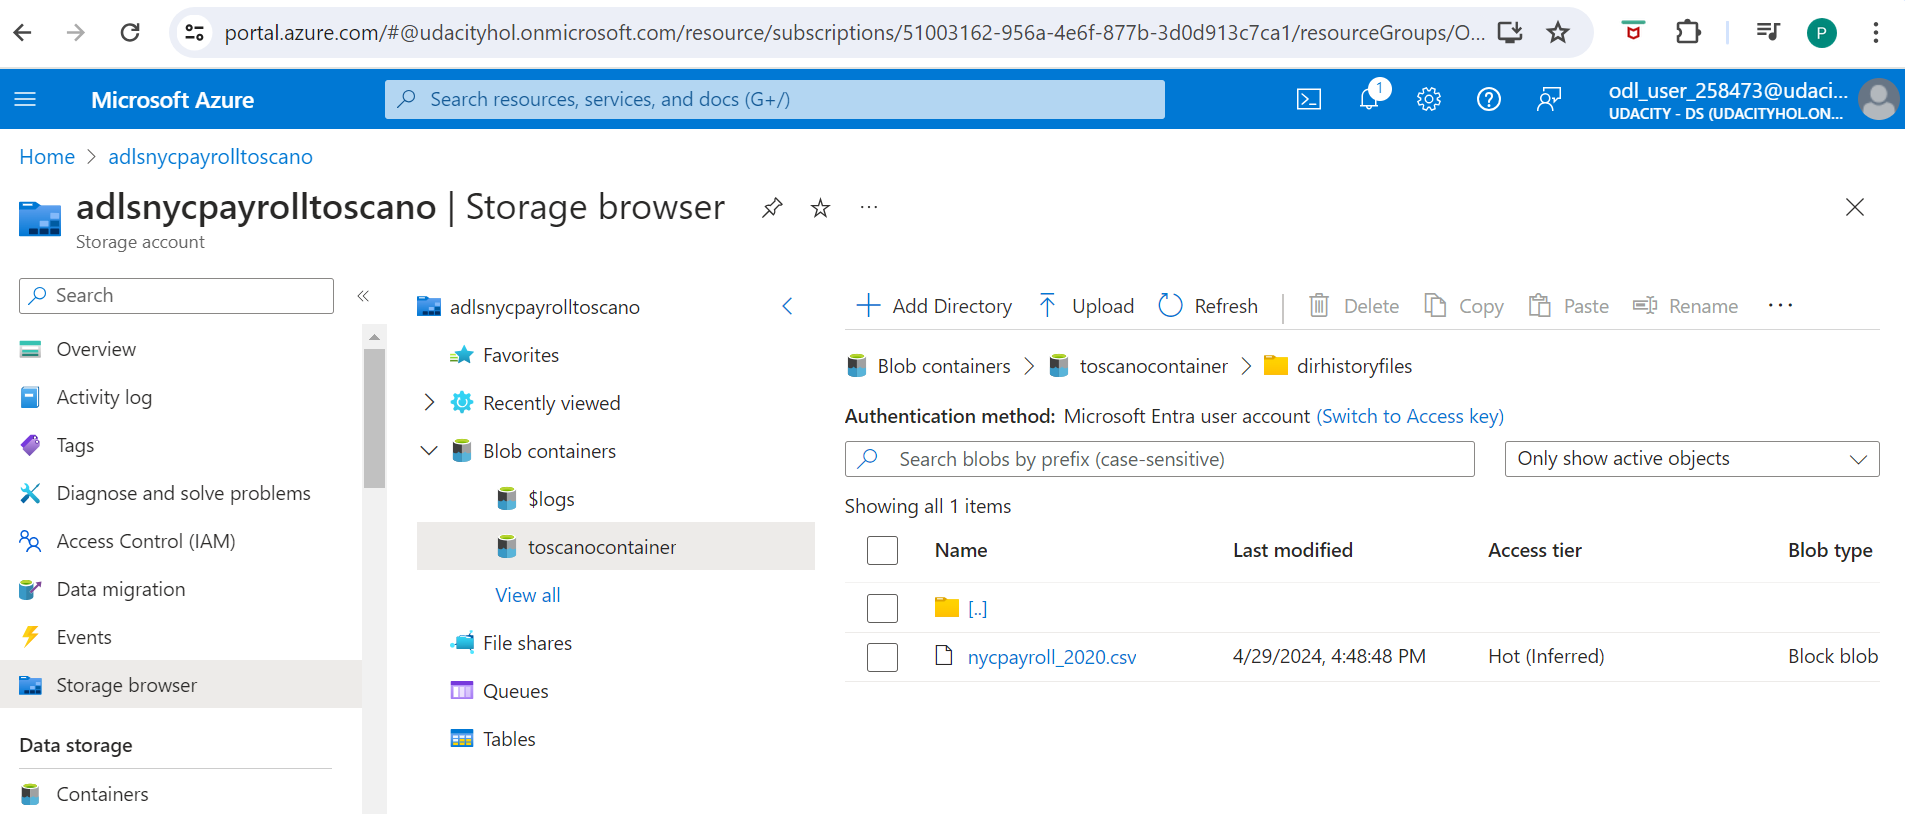 portal.azure.com/#@udacityhol.onmicrosoft.com/resource/subscriptions/51003162-956a-4e6f-877b-3d0d913c7ca1/resourceGroups/O...
P
Microsoft Azure
Search resources, services, and docs (G+/)
1
odl_user_258473@udaci...
UDACITY - DS (UDACITYHOL.ON...
Home > adlsnycpayrolltoscano
adlsnycpayrolltoscano | Storage browser
Storage account
Search
Overview
Activity log
Tags
Diagnose and solve problems
Access Control (IAM)
Data migration
Events
Storage browser
Data storage
Containers
adlsnycpayrolltoscano
Favorites
Recently viewed
Blob containers
$logs
toscanocontainer
View all
File shares
Queues
Tables
Add Directory Upload Refresh Delete Copy Paste Rename
Blob containers > toscanocontainer > dirhistoryfiles
Authentication method: Microsoft Entra user account (Switch to Access key)
Search blobs by prefix (case-sensitive)
Only show active objects
Showing all 1 items
Name Last modified Access tier Blob type
[..]
nycpayroll_2020.csv 4/29/2024, 4:48:48 PM Hot (Inferred) Block blob